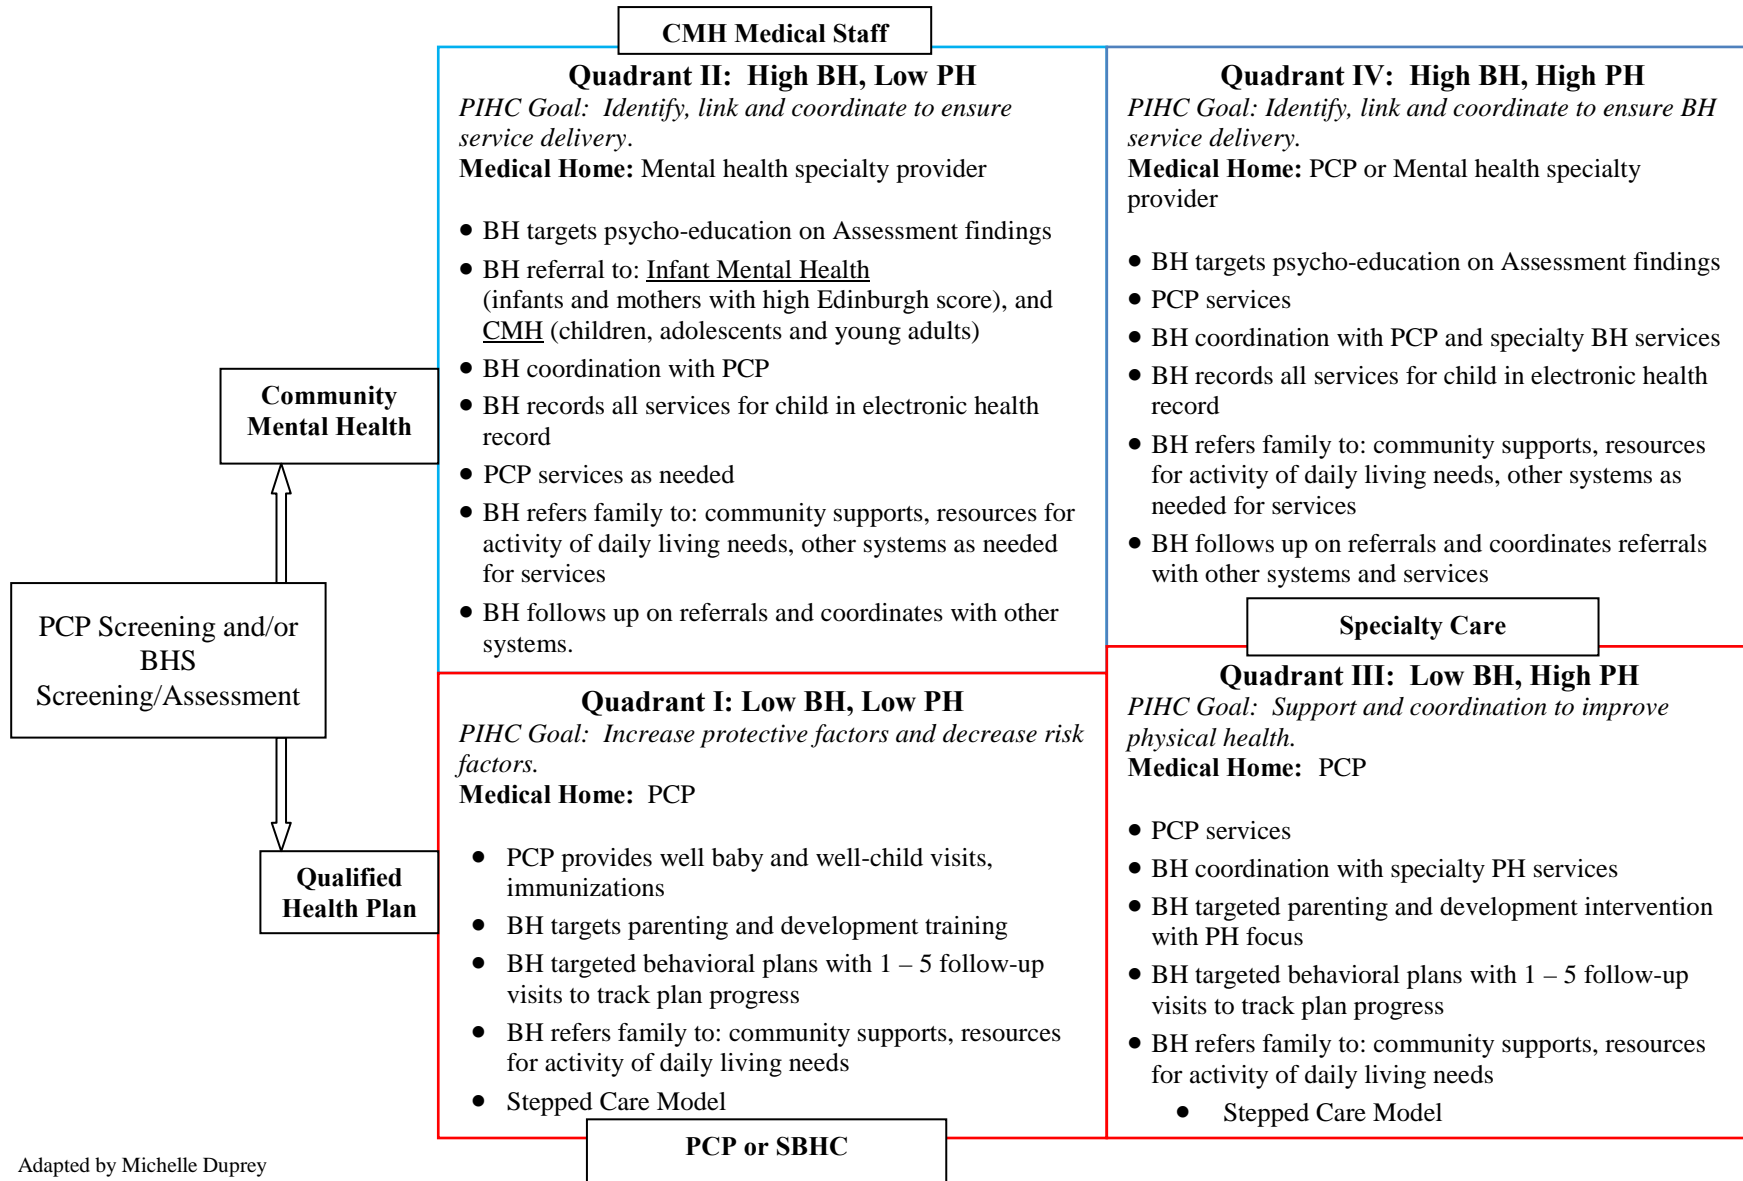 CMH Medical Staff
Quadrant II:  High BH, Low PH
PIHC Goal:  Identify, link and coordinate to ensure
service delivery.
Medical Home: Mental health specialty provider
• BH targets psycho-education on Assessment findings
• BH referral to: Infant Mental Health
(infants and mothers with high Edinburgh score), and
CMH (children, adolescents and young adults)
• BH coordination with PCP
• BH records all services for child in electronic health
record
• PCP services as needed
• BH refers family to: community supports, resources for
activity of daily living needs, other systems as needed
for services
• BH follows up on referrals and coordinates with other
systems.
Quadrant IV:  High BH, High PH
PIHC Goal: Identify, link and coordinate to ensure BH
service delivery.
Medical Home: PCP or Mental health specialty
provider
• BH targets psycho-education on Assessment findings
• PCP services
• BH coordination with PCP and specialty BH services
• BH records all services for child in electronic health
record
• BH refers family to: community supports, resources
for activity of daily living needs, other systems as
needed for services
• BH follows up on referrals and coordinates referrals
with other systems and services
Community
Mental Health
PCP Screening and/or
BHS
Screening/Assessment
Qualified
Health Plan
Quadrant I: Low BH, Low PH
PIHC Goal:  Increase protective factors and decrease risk
factors.
Medical Home:  PCP
• PCP provides well baby and well-child visits,
immunizations
• BH targets parenting and development training
• BH targeted behavioral plans with 1 – 5 follow-up
visits to track plan progress
• BH refers family to: community supports, resources
for activity of daily living needs
• Stepped Care Model
PCP or SBHC
Specialty Care
Quadrant III:  Low BH, High PH
PIHC Goal:  Support and coordination to improve
physical health.
Medical Home:  PCP
• PCP services
• BH coordination with specialty PH services
• BH targeted parenting and development intervention
with PH focus
• BH targeted behavioral plans with 1 – 5 follow-up
visits to track plan progress
• BH refers family to: community supports, resources
for activity of daily living needs
• Stepped Care Model
Adapted by Michelle Duprey